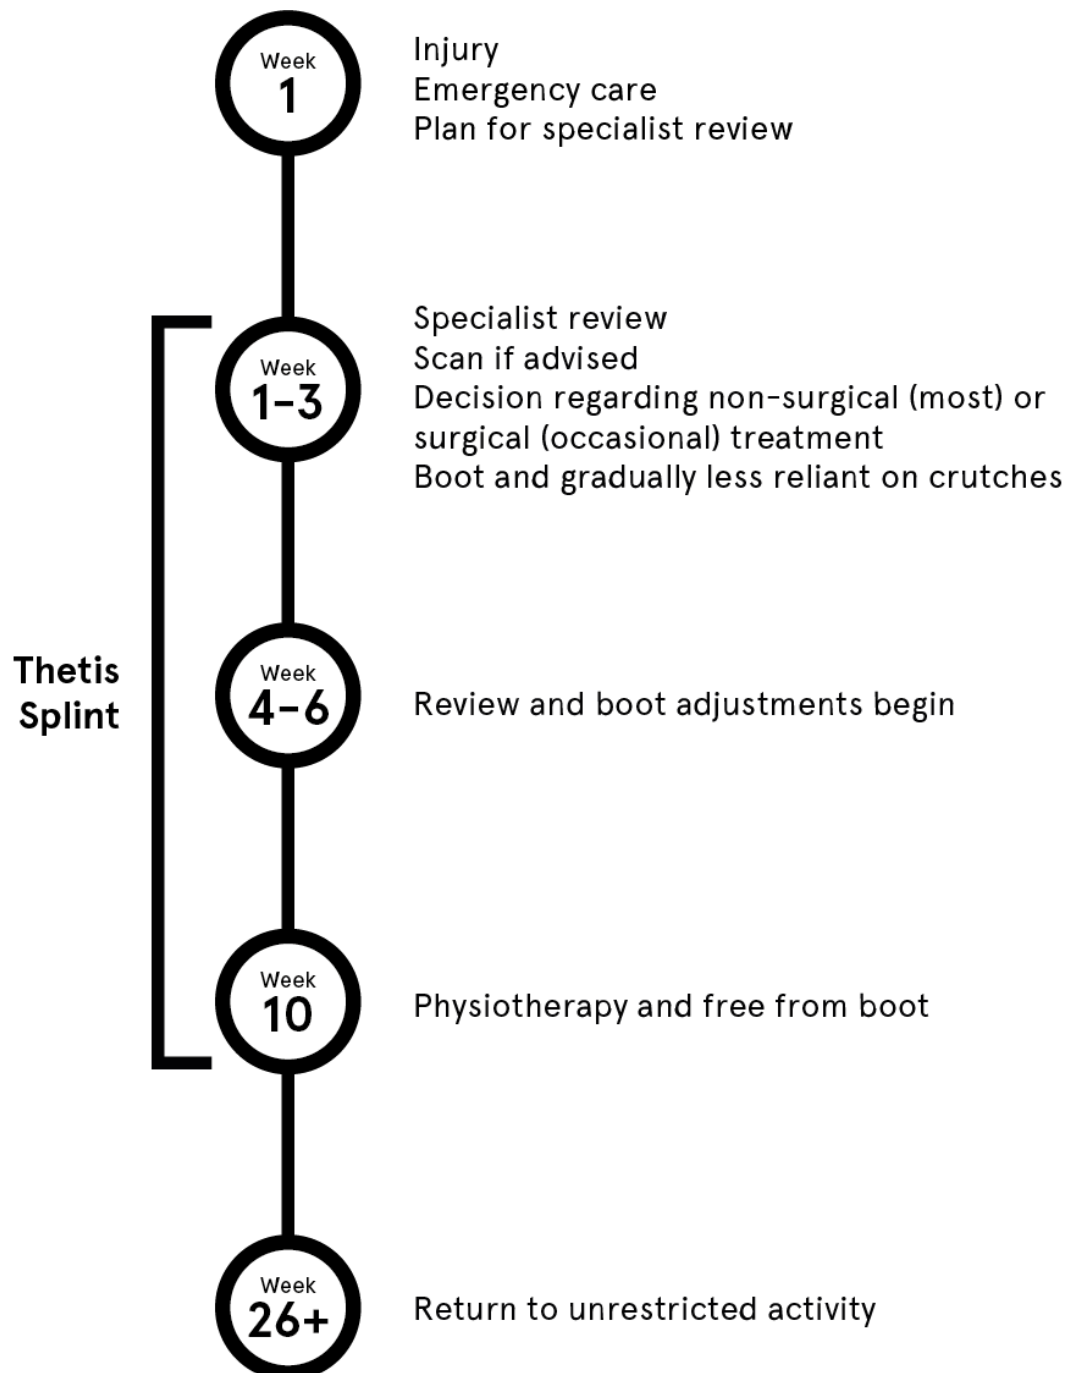 Week
1
Injury
Emergency care
Plan for specialist review
Week
1–3
Specialist review
Scan if advised
Decision regarding non-surgical (most) or
surgical (occasional) treatment
Boot and gradually less reliant on crutches
Thetis
Splint
Week
4–6
Review and boot adjustments begin
Week
10
Physiotherapy and free from boot
Week
26+
Return to unrestricted activity